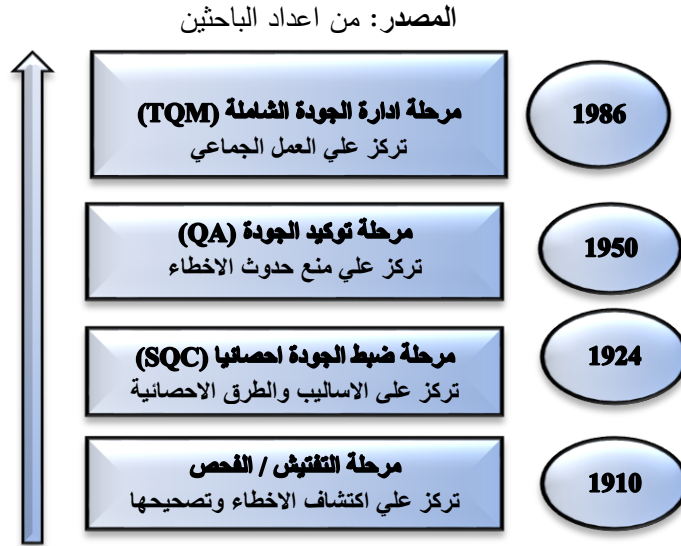 المصدر: من اعداد الباحثين
مرحلة ادارة الجودة الشاملة (TQM)
تركز علي العمل الجماعي
1986
مرحلة توكيد الجودة (QA)
تركز علي منع حدوث الاخطاء
1950
مرحلة ضبط الجودة احصائيا (SQC)
تركز على الاساليب والطرق الاحصائية
1924
مرحلة التفتيش / الفحص
تركز علي اكتشاف الاخطاء وتصحيحها
1910